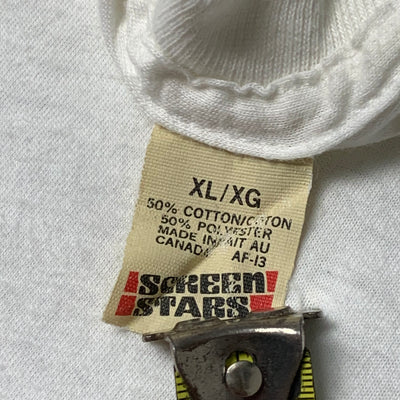 XL/XG
50% COTTON/COTON
50% POLYESTER
MADE IN/FAIT AU
CANADA AF-13
SCREEN
STARS